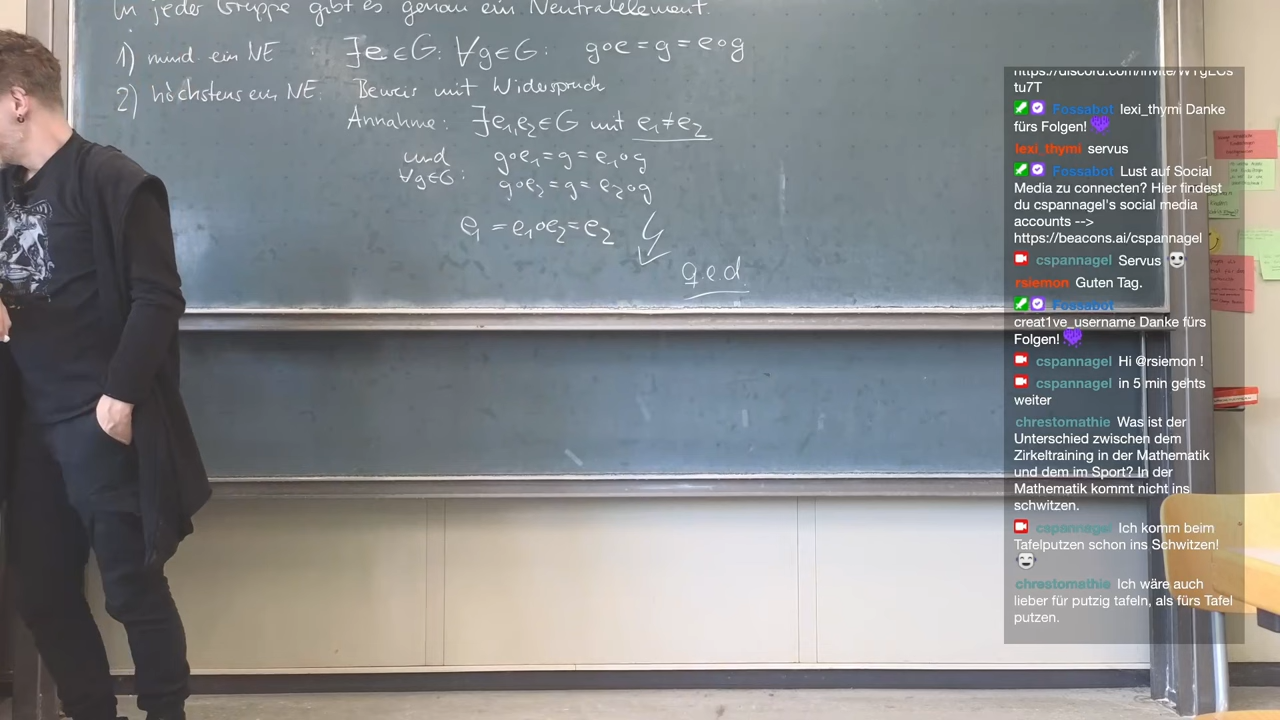 In jeder Gruppe gibt es genau ein Neutralelement.
1) mind ein NE : ∃e∈G: ∀g∈G: g∘e = g = e∘g
2) höchstens ein NE: Beweis mit Widerspruch
Annahme: ∃e₁,e₂∈G mit e₁≠e₂
und g∘e₁=g=e₁∘g
∀g∈G: g∘e₂=g=e₂∘g
e₁ = e₁∘e₂=e₂
q.e.d.
tu7T
Fossabot lexi_thymi Danke
fürs Folgen!
lexi_thymi servus
Fossabot Lust auf Social
Media zu connecten? Hier findest
du cspannagel's social media
accounts -->
https://beacons.ai/cspannagel
cspannagel Servus
rsiemon Guten Tag.
Fossabot
creat1ve_username Danke fürs
Folgen!
cspannagel Hi @rsiemon !
cspannagel in 5 min gehts
weiter
chrestomathie Was ist der
Unterschied zwischen dem
Zirkeltraining in der Mathematik
und dem im Sport? In der
Mathematik kommt nicht ins
schwitzen.
cspannagel Ich komm beim
Tafelputzen schon ins Schwitzen!
chrestomathie Ich wäre auch
lieber für putzig tafeln, als fürs Tafel
putzen.